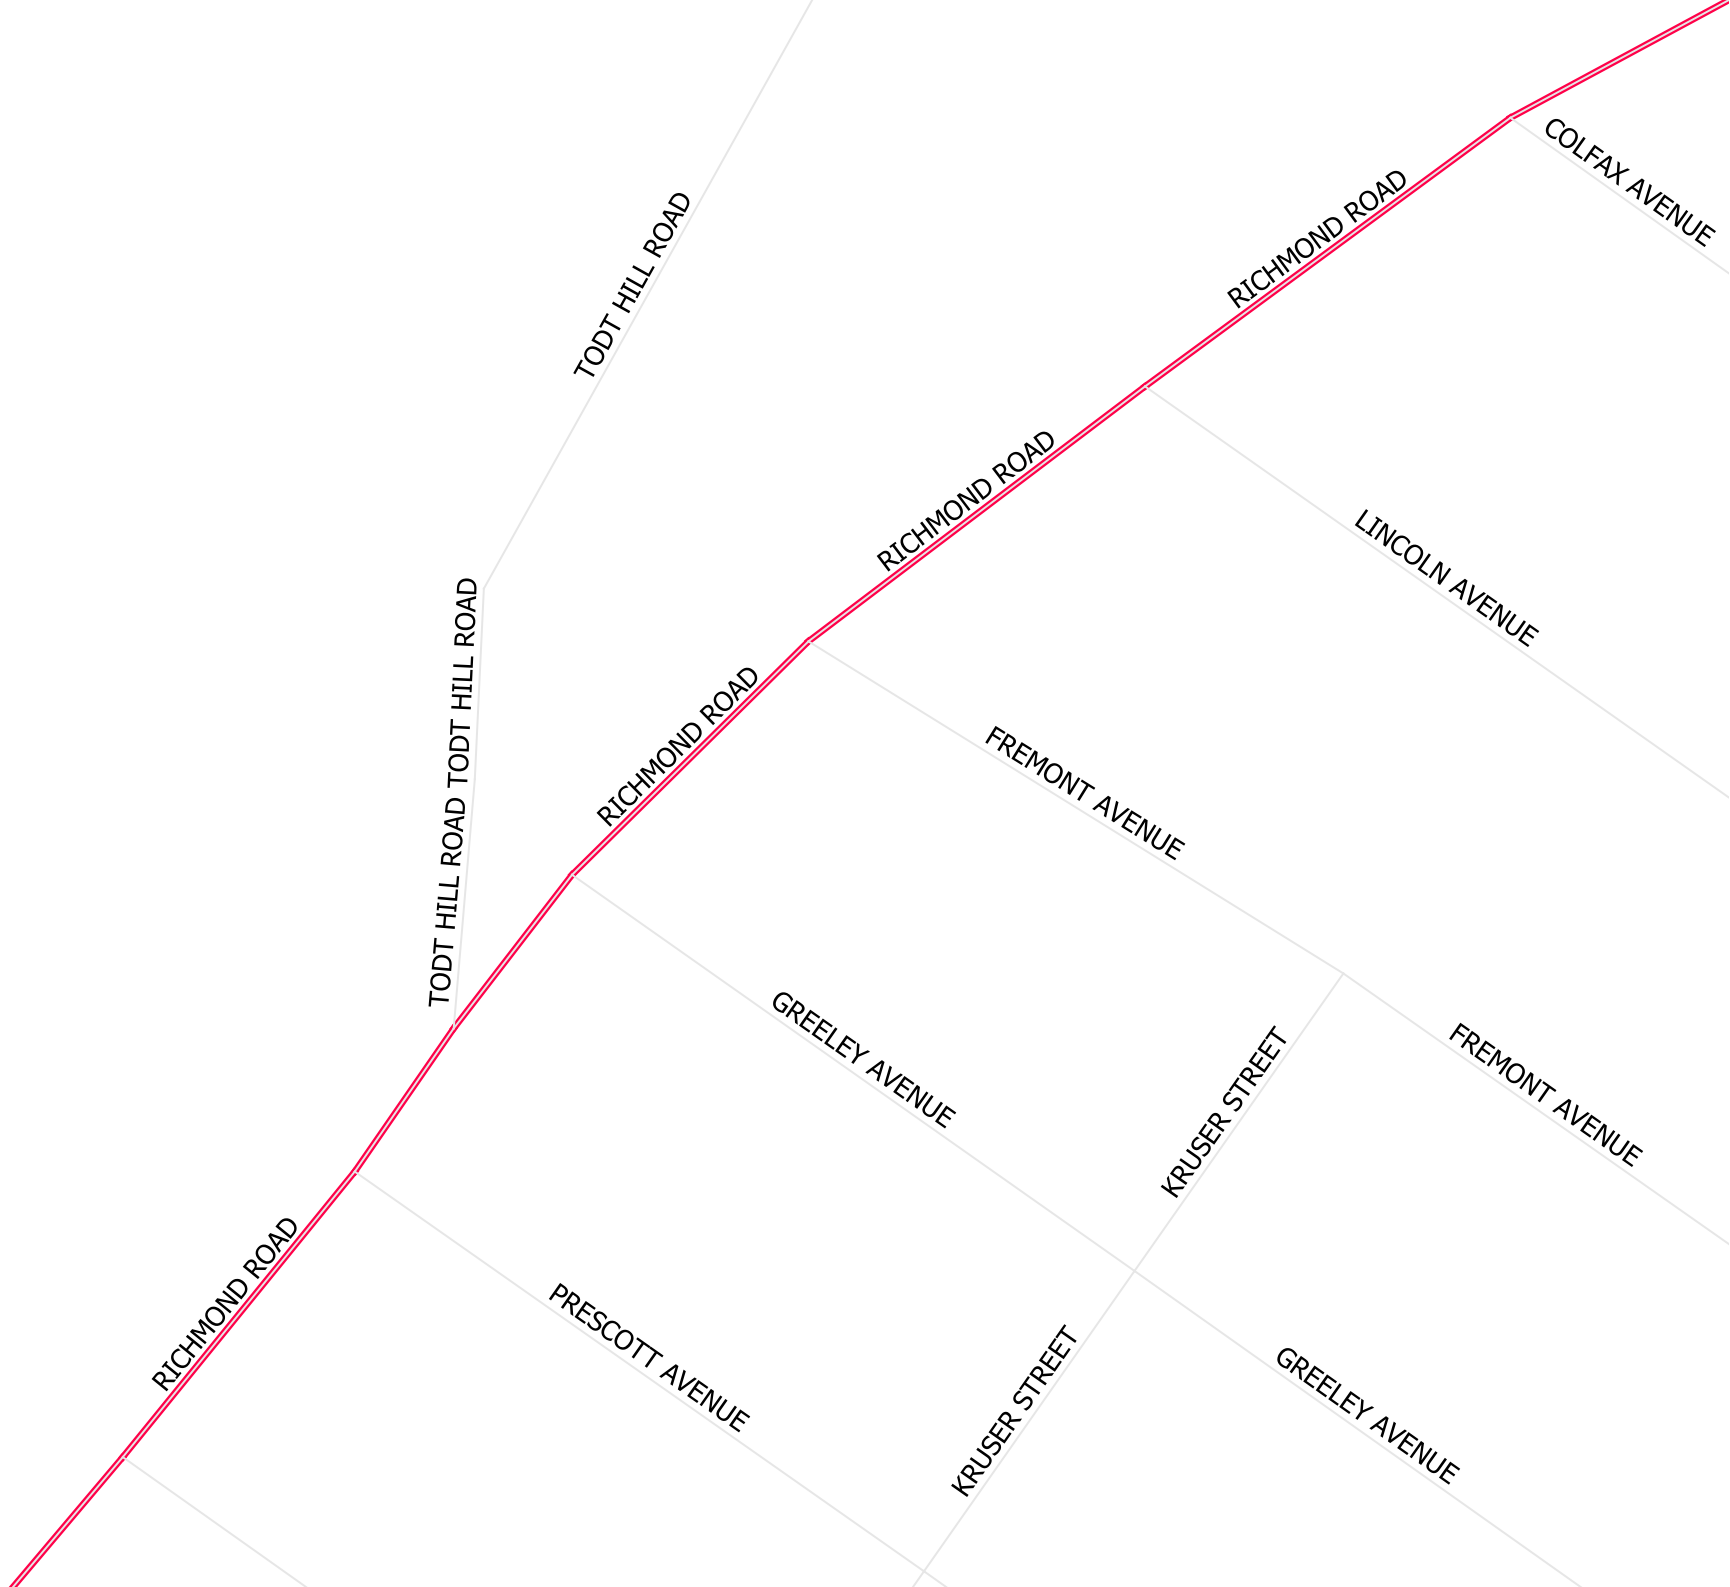 COLFAX AVENUE
RICHMOND ROAD
TODT HILL ROAD
RICHMOND ROAD
LINCOLN AVENUE
TODT HILL ROAD TODT HILL ROAD
RICHMOND ROAD
FREMONT AVENUE
GREELEY AVENUE
KRUSER STREET
FREMONT AVENUE
RICHMOND ROAD
PRESCOTT AVENUE
KRUSER STREET
GREELEY AVENUE